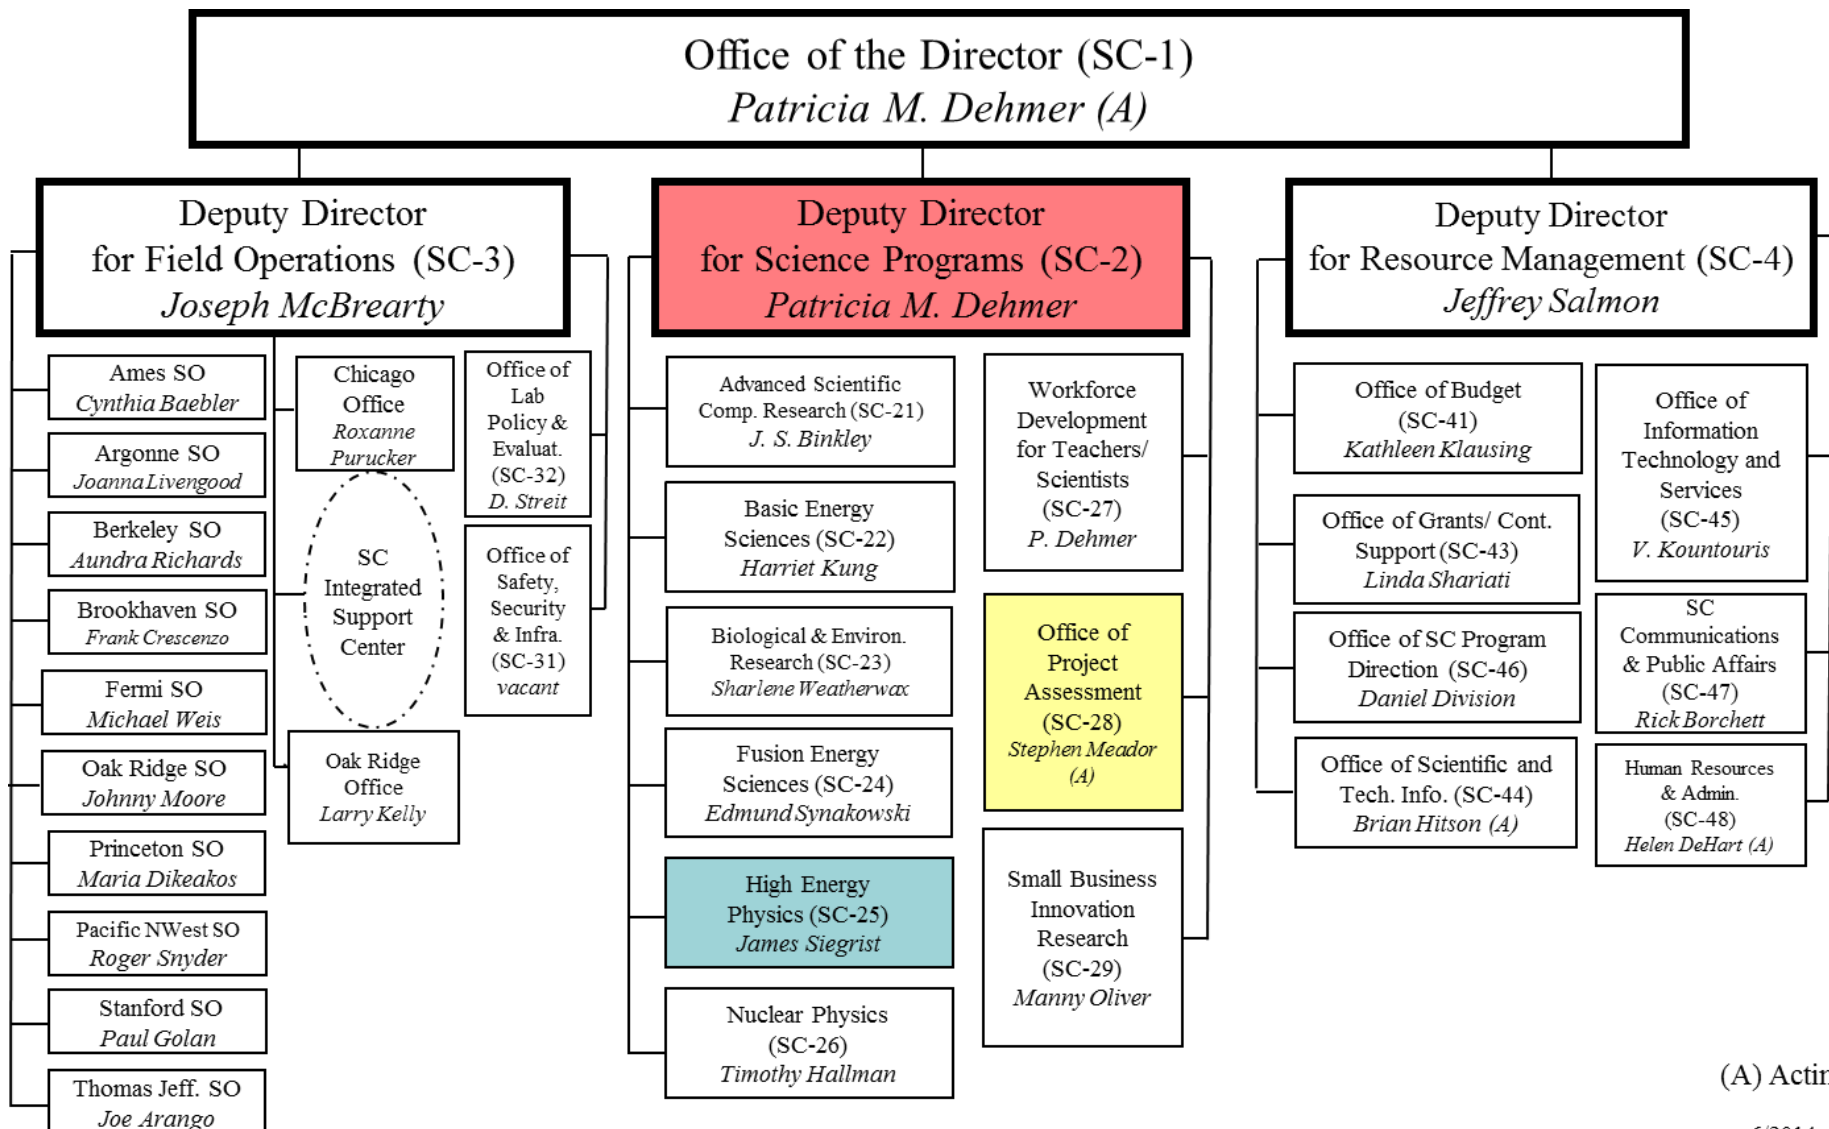 Office of the Director (SC-1)
Patricia M. Dehmer (A)
Deputy Director
for Field Operations (SC-3)
Joseph McBrearty
Deputy Director
for Science Programs (SC-2)
Patricia M. Dehmer
Deputy Director
for Resource Management (SC-4)
Jeffrey Salmon
Ames SO
Cynthia Baebler
Argonne SO
Joanna Livengood
Berkeley SO
Aundra Richards
Brookhaven SO
Frank Crescenzo
Fermi SO
Michael Weis
Oak Ridge SO
Johnny Moore
Princeton SO
Maria Dikeakos
Pacific NWest SO
Roger Snyder
Stanford SO
Paul Golan
Thomas Jeff. SO
Joe Arango
Chicago
Office
Roxanne
Purucker
SC
Integrated
Support
Center
Oak Ridge
Office
Larry Kelly
Office of
Lab
Policy &
Evaluat.
(SC-32)
D. Streit
Office of
Safety,
Security
& Infra.
(SC-31)
vacant
Advanced Scientific
Comp. Research (SC-21)
J. S. Binkley
Basic Energy
Sciences (SC-22)
Harriet Kung
Biological & Environ.
Research (SC-23)
Sharlene Weatherwax
Fusion Energy
Sciences (SC-24)
Edmund Synakowski
High Energy
Physics (SC-25)
James Siegrist
Nuclear Physics
(SC-26)
Timothy Hallman
Workforce
Development
for Teachers/
Scientists
(SC-27)
P. Dehmer
Office of
Project
Assessment
(SC-28)
Stephen Meador
(A)
Small Business
Innovation
Research
(SC-29)
Manny Oliver
Office of Budget
(SC-41)
Kathleen Klausing
Office of Grants/ Cont.
Support (SC-43)
Linda Shariati
Office of SC Program
Direction (SC-46)
Daniel Division
Office of Scientific and
Tech. Info. (SC-44)
Brian Hitson (A)
Office of
Information
Technology and
Services
(SC-45)
V. Kountouris
SC
Communications
& Public Affairs
(SC-47)
Rick Borchett
Human Resources
& Admin.
(SC-48)
Helen DeHart (A)
(A) Actin
6/2014